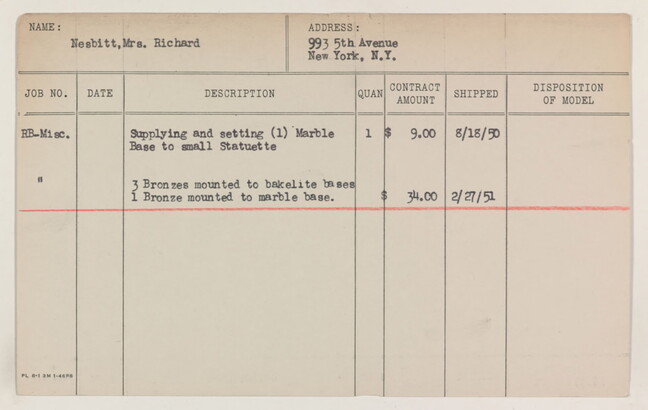 NAME:
Nesbitt,Mrs. Richard
ADDRESS:
993 5th Avenue
New York, N.Y.
JOB NO. DATE DESCRIPTION QUAN CONTRACT AMOUNT SHIPPED DISPOSITION OF MODEL
RB-Misc. Supplying and setting (1) Marble 1 $ 9.00 8/18/50
Base to small Statuette
" 3 Bronzes mounted to bakelite bases
1 Bronze mounted to marble base. $ 34.00 2/27/51